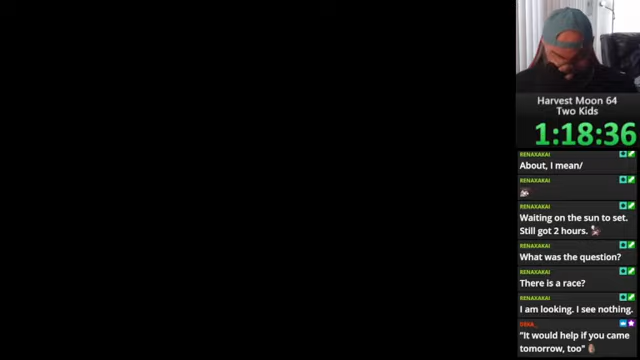 Harvest Moon 64
Two Kids
1:18:36
RENAXAKAI
About, I mean/
RENAXAKAI
RENAXAKAI
Waiting on the sun to set.
Still got 2 hours.
RENAXAKAI
What was the question?
RENAXAKAI
There is a race?
RENAXAKAI
I am looking. I see nothing.
"It would help if you came
tomorrow, too"